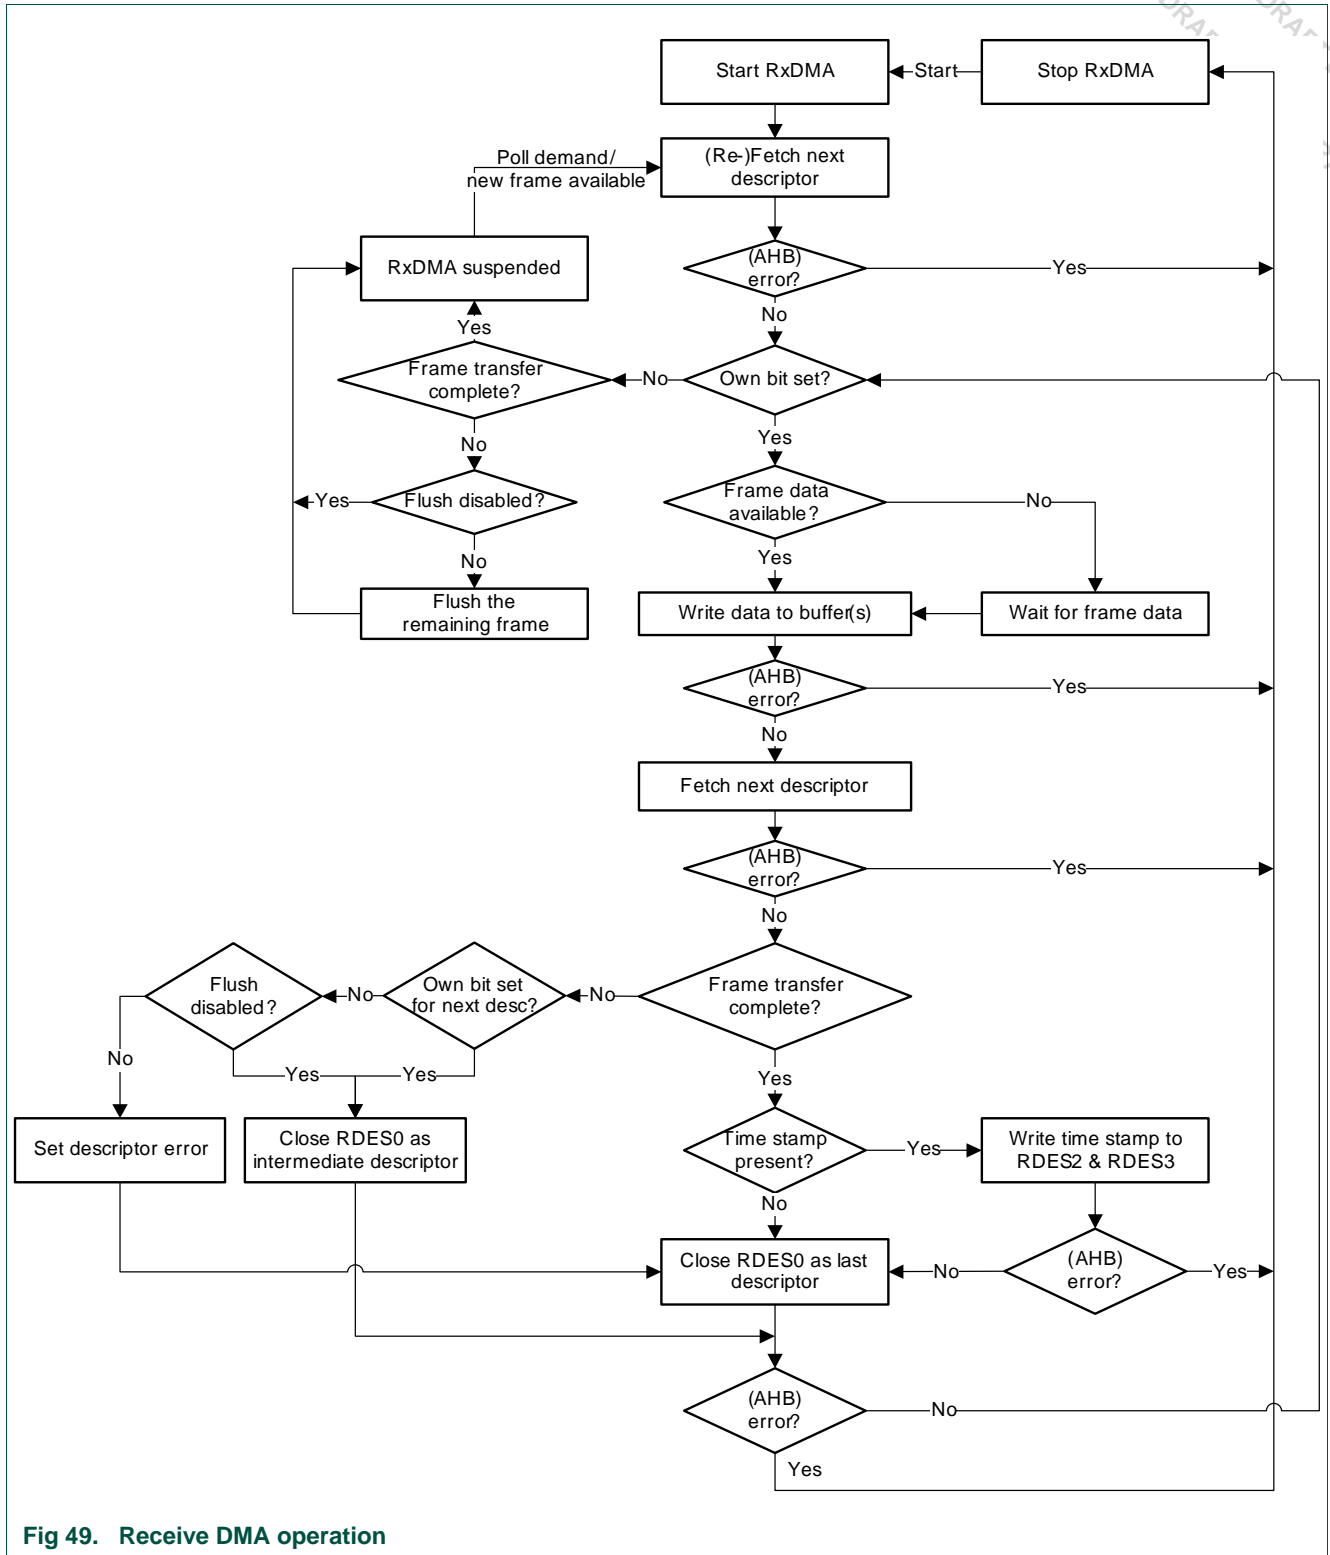 DRAFT
DRAFT
Start RxDMA
Start
Stop RxDMA
Poll demand/
new frame available
(Re-)Fetch next
descriptor
RxDMA suspended
(AHB)
error?
Yes
No
Yes
Frame transfer
complete?
No
Own bit set?
No
Yes
Yes
Flush disabled?
Frame data
available?
No
No
Yes
Flush the
remaining frame
Write data to buffer(s)
Wait for frame data
(AHB)
error?
Yes
No
Fetch next descriptor
(AHB)
error?
Yes
No
Flush
disabled?
No
Own bit set
for next desc?
No
Frame transfer
complete?
No
Yes
Yes
Yes
Set descriptor error
Close RDES0 as
intermediate descriptor
Time stamp
present?
Yes
Write time stamp to
RDES2 & RDES3
No
Close RDES0 as last
descriptor
No
(AHB)
error?
Yes
(AHB)
error?
No
Yes
Fig 49. Receive DMA operation